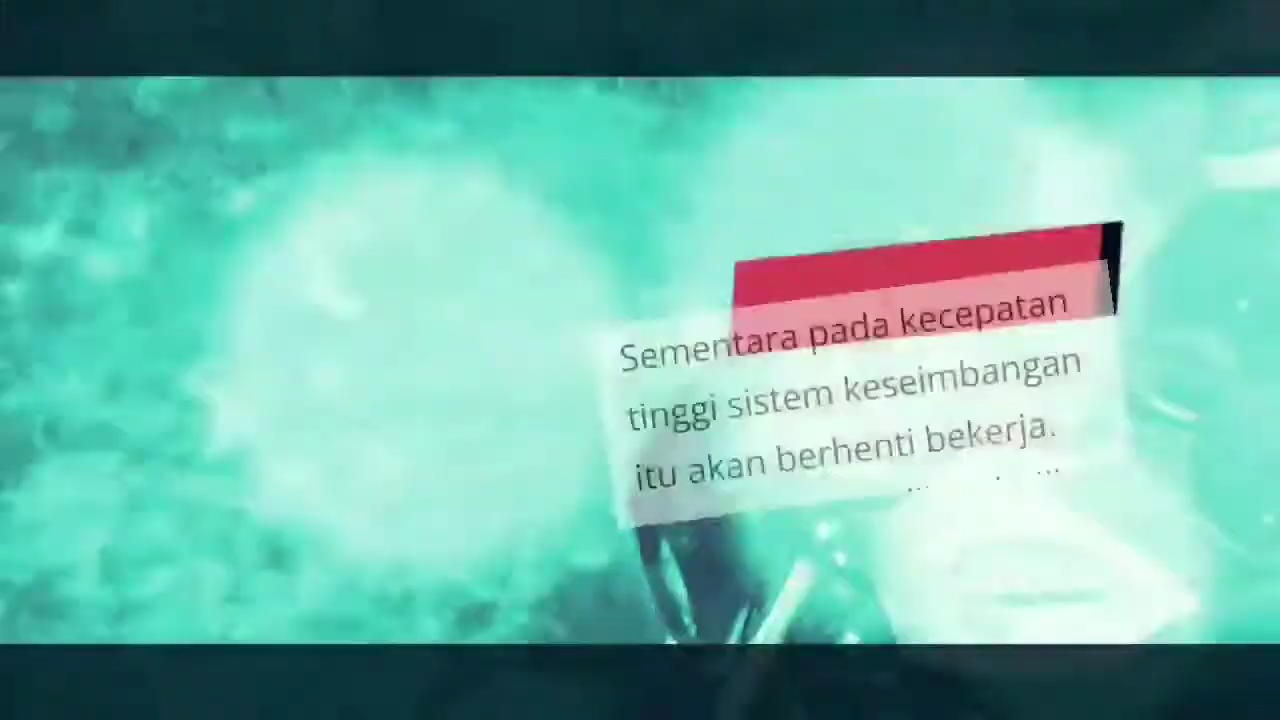 Sementara pada kecepatan
tinggi sistem keseimbangan
itu akan berhenti bekerja.